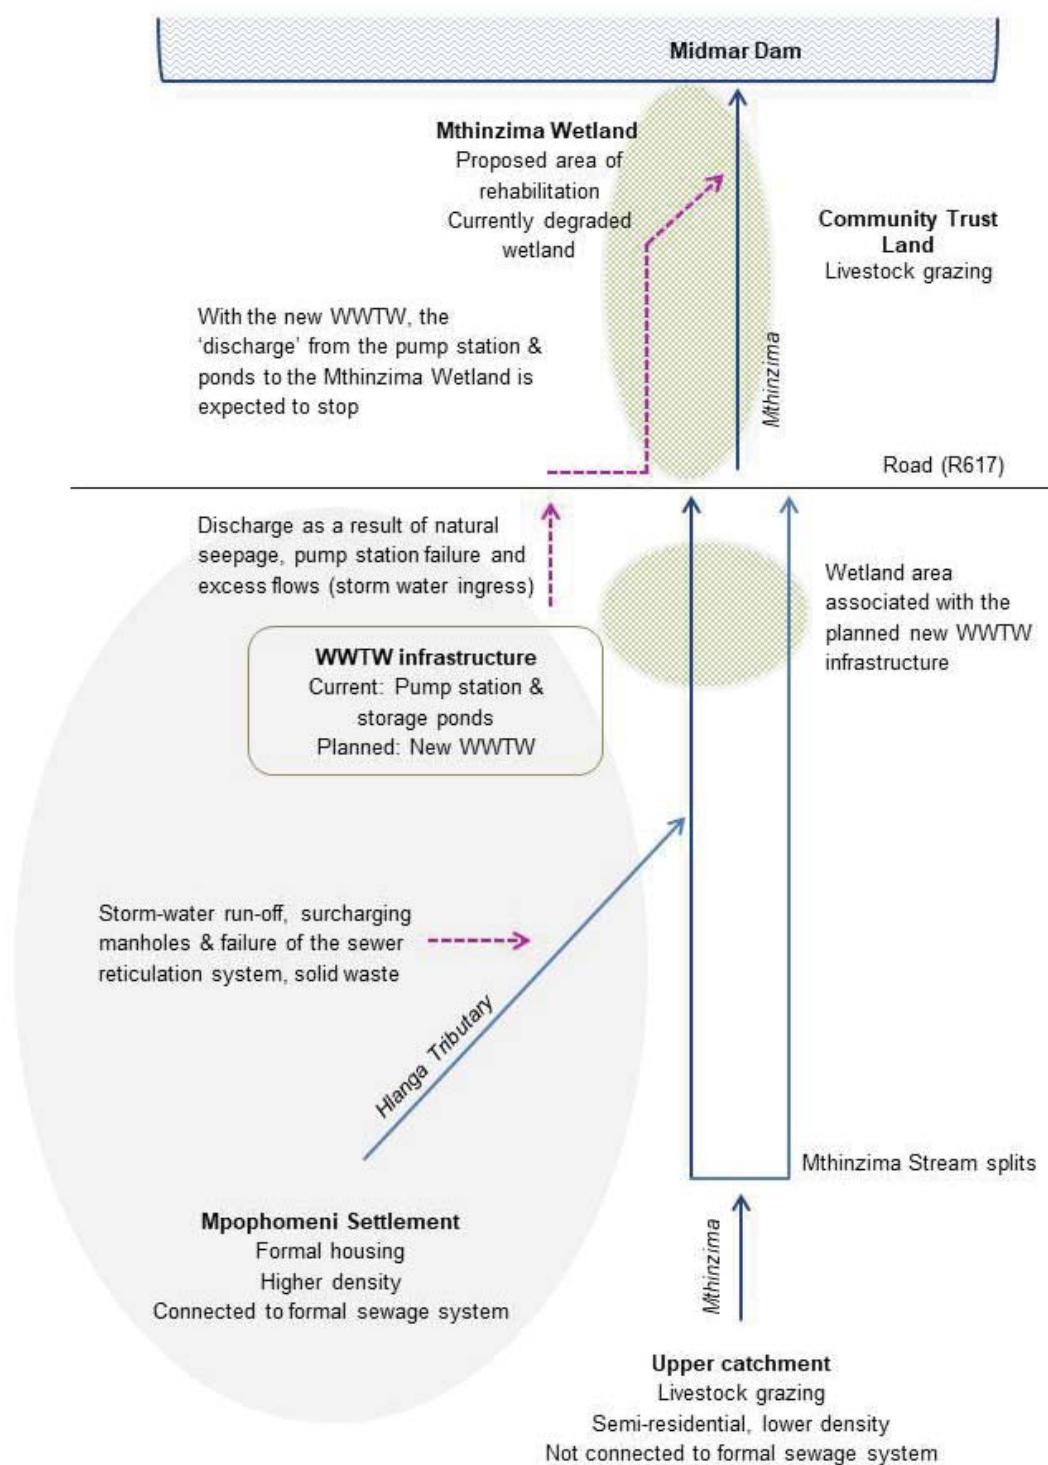 Midmar Dam
Mthinzima Wetland
Proposed area of
rehabilitation
Currently degraded
wetland
Community Trust
Land
Livestock grazing
With the new WWTW, the
‘discharge’ from the pump station &
ponds to the Mthinzima Wetland is
expected to stop
Mthinzima
Road (R617)
Discharge as a result of natural
seepage, pump station failure and
excess flows (storm water ingress)
Wetland area
associated with the
planned new WWTW
infrastructure
WWTW infrastructure
Current: Pump station &
storage ponds
Planned: New WWTW
Storm-water run-off, surcharging
manholes & failure of the sewer
reticulation system, solid waste
Hlanga Tributary
Mthinzima Stream splits
Mpophomeni Settlement
Formal housing
Higher density
Connected to formal sewage system
Mthinzima
Upper catchment
Livestock grazing
Semi-residential, lower density
Not connected to formal sewage system